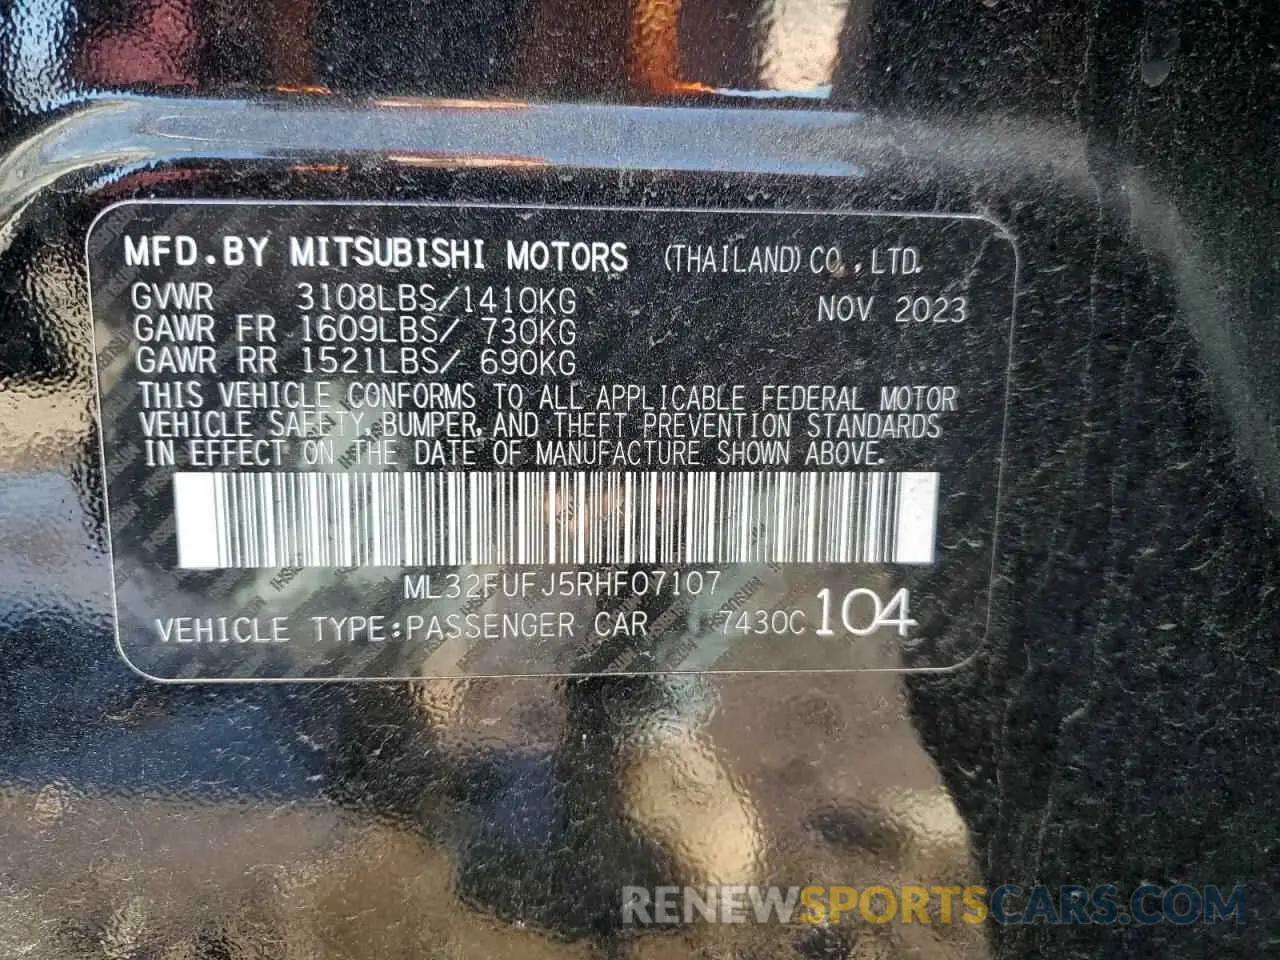 MFD.BY MITSUBISHI MOTORS (THAILAND) CO.,LTD.
GVWR 3108LBS/1410KG NOV 2023
GAWR FR 1609LBS/ 730KG
GAWR RR 1521LBS/ 690KG
THIS VEHICLE CONFORMS TO ALL APPLICABLE FEDERAL MOTOR
VEHICLE SAFETY, BUMPER, AND THEFT PREVENTION STANDARDS
IN EFFECT ON THE DATE OF MANUFACTURE SHOWN ABOVE.
ML32FUFJ5RHF07107
VEHICLE TYPE:PASSENGER CAR 7430C 104
RENEWSPORTSCARS.COM